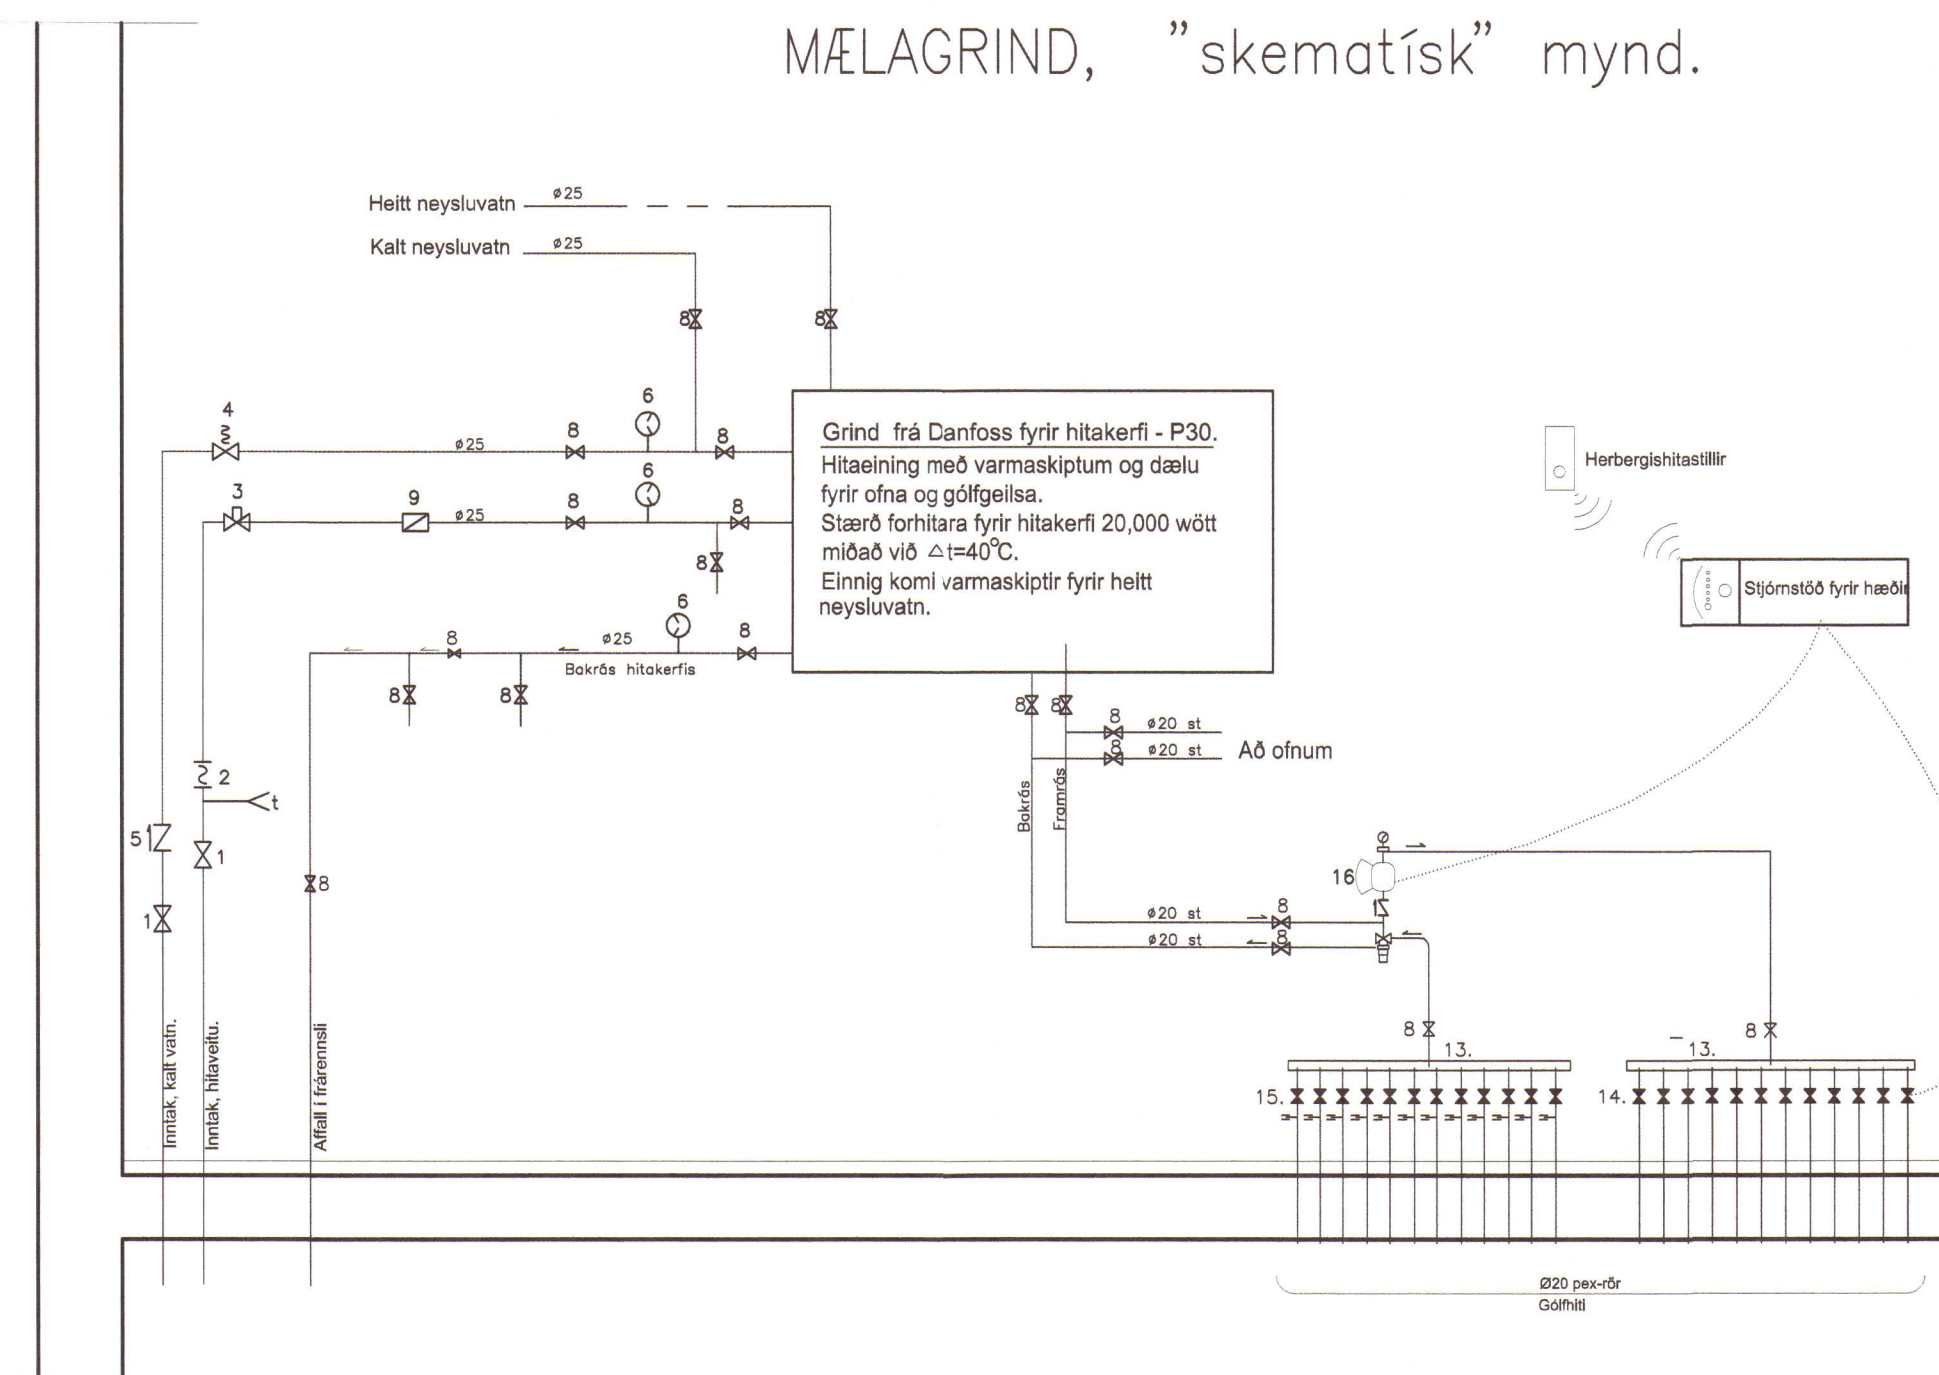 MÆLAGRIND, ”skematísk” mynd.
Heitt neysluvatn ø25
Kalt neysluvatn ø25
8 8
4 ø25 8 6 8
3 9 ø25 8 6 8
8
Grind frá Danfoss fyrir hitakerfi - P30.
Hitaeining með varmaskiptum og dælu
fyrir ofna og gólfgeilsa.
Stærð forhitara fyrir hitakerfi 20,000 wött
miðað við △t=40°C.
Einnig komi varmaskiptir fyrir heitt
neysluvatn.
Herbergishitastillir
Stjórnstöð fyrir hæðir
8 ø25 6 8
Bakrás hitakerfis
8 8
8 8
8 ø20 st
8 ø20 st
Að ofnum
Bakrás
Framrás
2
t
5
1
1
8
16
ø20 st 8
ø20 st 8
Inntak, kalt vatn.
Inntak, hitaveitu.
Affall í frárennsli
8 13.
13. 8
15.
14.
Ø20 pex-rör
Gólfhiti